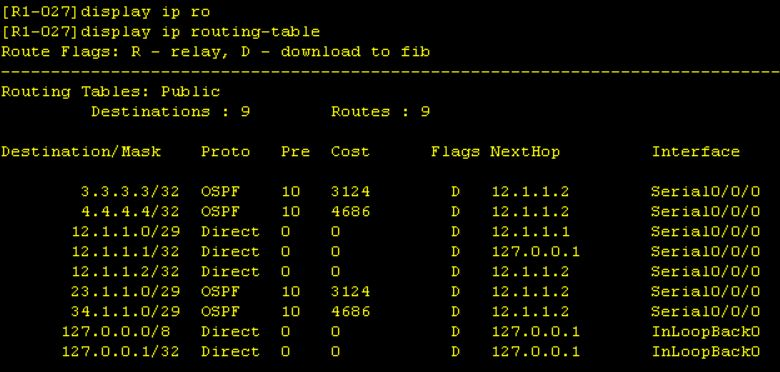 [R1-027]display ip ro
[R1-027]display ip routing-table
Route Flags: R - relay, D - download to fib
------------------------------------------------------------------------------
Routing Tables: Public
Destinations : 9 Routes : 9
Destination/Mask Proto Pre Cost Flags NextHop Interface
3.3.3.3/32 OSPF 10 3124 D 12.1.1.2 Serial0/0/0
4.4.4.4/32 OSPF 10 4686 D 12.1.1.2 Serial0/0/0
12.1.1.0/29 Direct 0 0 D 12.1.1.1 Serial0/0/0
12.1.1.1/32 Direct 0 0 D 127.0.0.1 Serial0/0/0
12.1.1.2/32 Direct 0 0 D 12.1.1.2 Serial0/0/0
23.1.1.0/29 OSPF 10 3124 D 12.1.1.2 Serial0/0/0
34.1.1.0/29 OSPF 10 4686 D 12.1.1.2 Serial0/0/0
127.0.0.0/8 Direct 0 0 D 127.0.0.1 InLoopBack0
127.0.0.1/32 Direct 0 0 D 127.0.0.1 InLoopBack0